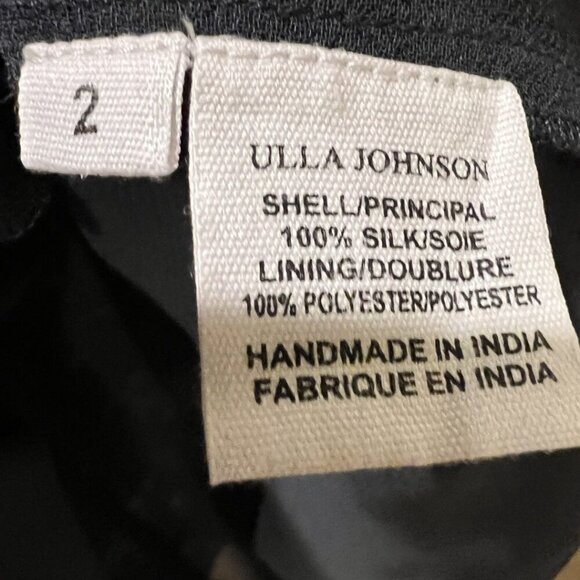 2
ULLA JOHNSON
SHELL/PRINCIPAL
100% SILK/SOIE
LINING/DOUBLURE
100% POLYESTER/POLYESTER
HANDMADE IN INDIA
FABRIQUE EN INDIA